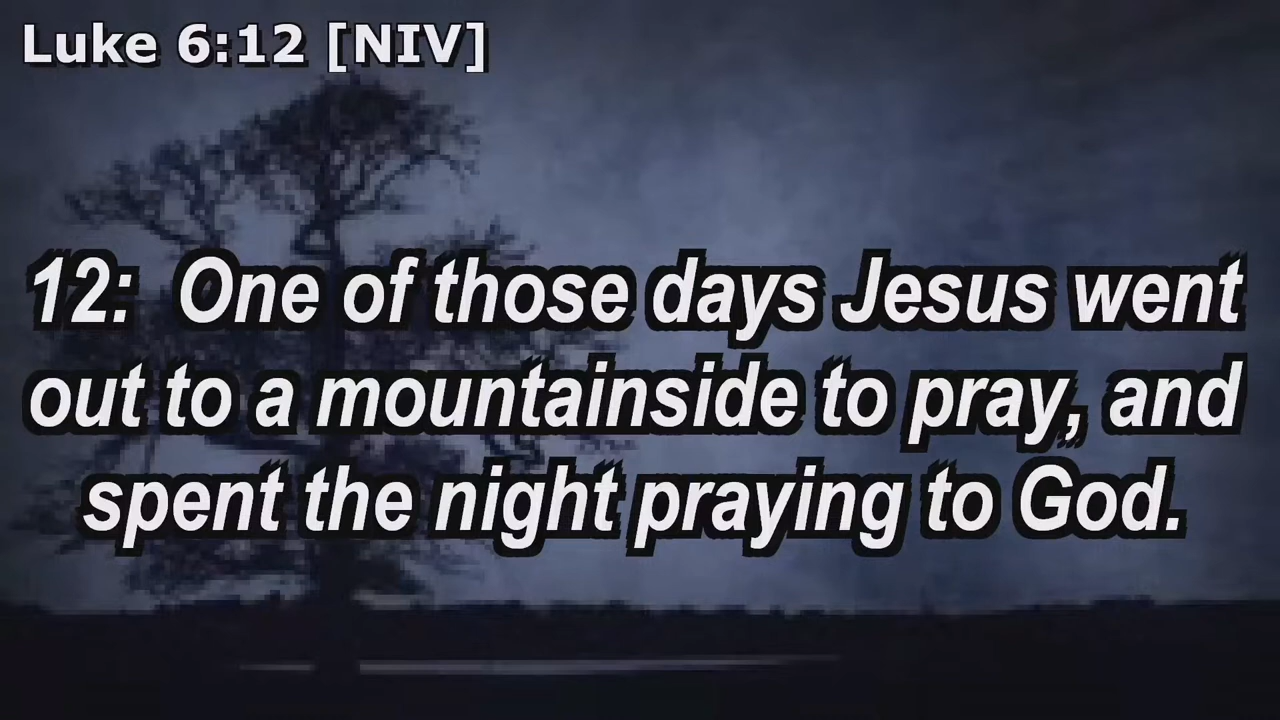 Luke 6:12 [NIV]
12: One of those days Jesus went
out to a mountainside to pray, and
spent the night praying to God.